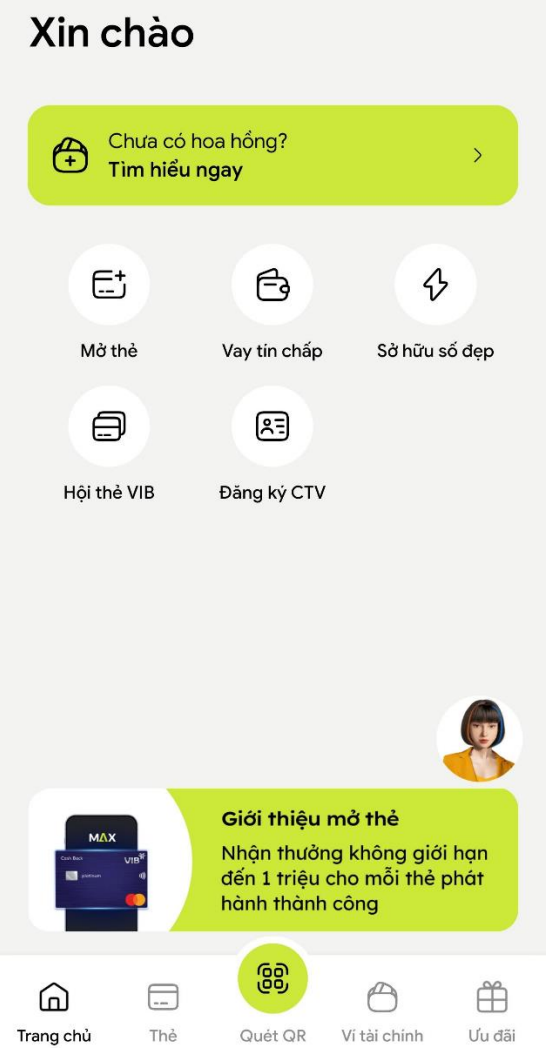 Xin chào
Chưa có hoa hồng?
Tìm hiểu ngay
Mở thẻ
Vay tín chấp
Sở hữu số đẹp
Hội thẻ VIB
Đăng ký CTV
MAX
Cash Back
VIB
platinum
Giới thiệu mở thẻ
Nhận thưởng không giới hạn
đến 1 triệu cho mỗi thẻ phát
hành thành công
Trang chủ
Thẻ
Quét QR
Ví tài chính
Ưu đãi